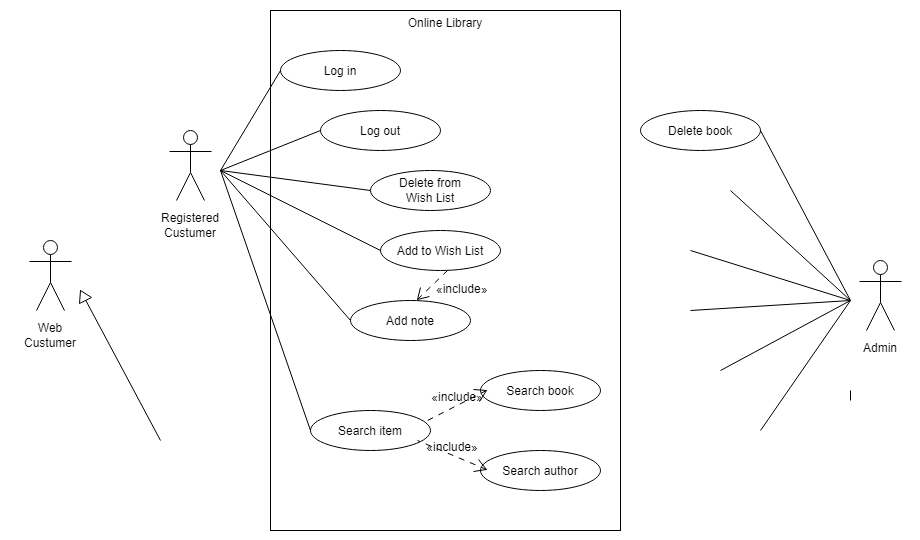 Online Library
Log in
Log out
Delete book
Delete from
Wish List
Registered
Custumer
Add to Wish List
«include»
Add note
Web
Custumer
Admin
Search book
«include»
Search item
«include»
Search author